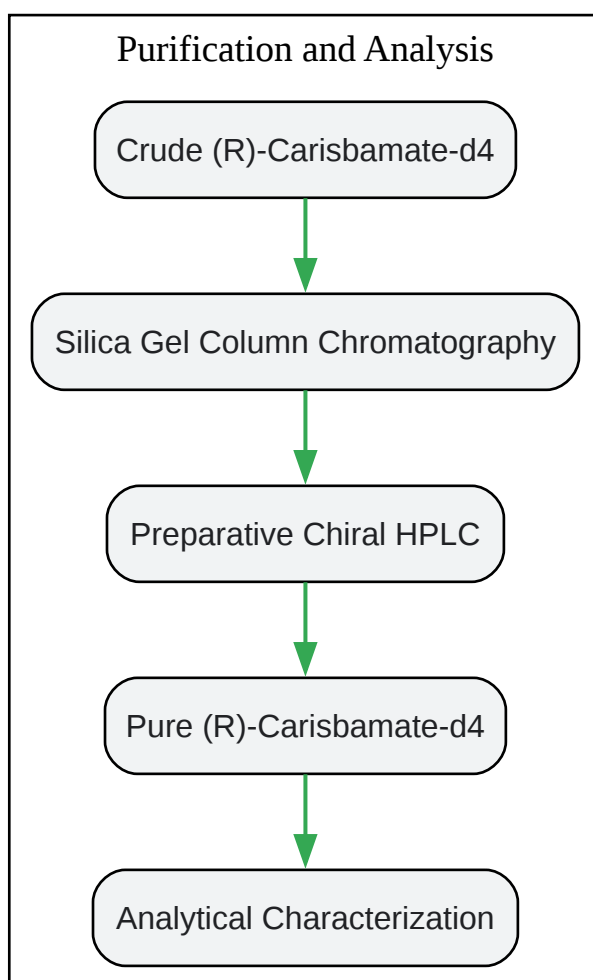 Purification and Analysis
Crude (R)-Carisbamate-d4
Silica Gel Column Chromatography
Preparative Chiral HPLC
Pure (R)-Carisbamate-d4
Analytical Characterization